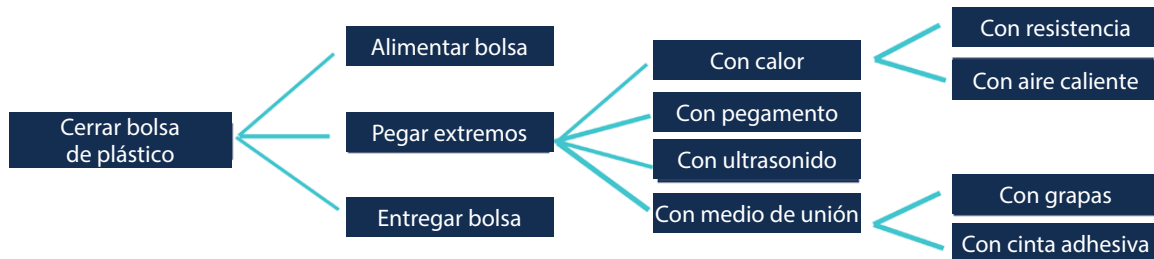 Cerrar bolsa
de plástico
Alimentar bolsa
Pegar extremos
Entregar bolsa
Con calor
Con pegamento
Con ultrasonido
Con medio de unión
Con resistencia
Con aire caliente
Con grapas
Con cinta adhesiva